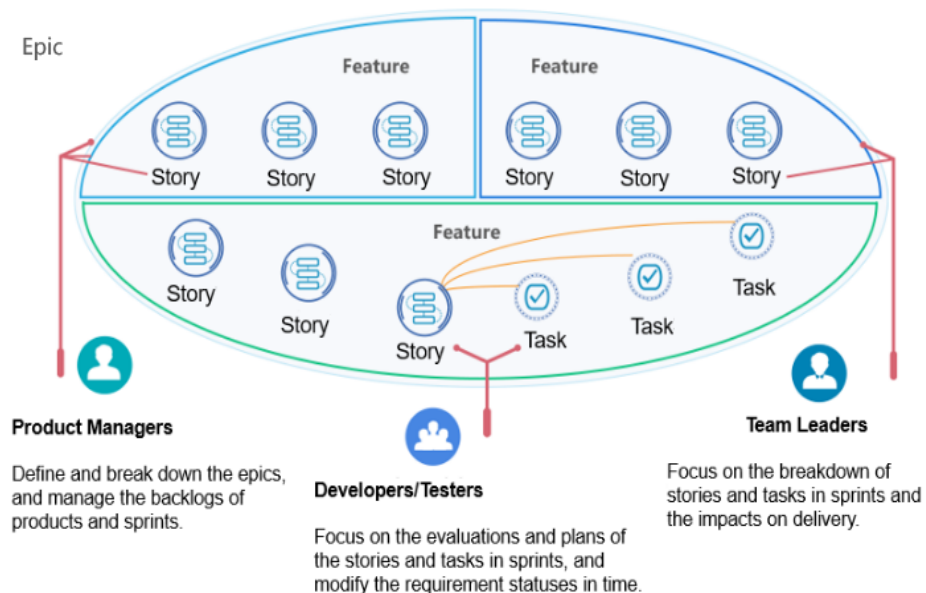 Epic
Feature
Feature
Story
Story
Story
Story
Story
Story
Feature
Story
Story
Story
Task
Task
Task
Product Managers
Define and break down the epics,
and manage the backlogs of
products and sprints.
Developers/Testers
Focus on the evaluations and plans of
the stories and tasks in sprints, and
modify the requirement statuses in time.
Team Leaders
Focus on the breakdown of
stories and tasks in sprints and
the impacts on delivery.